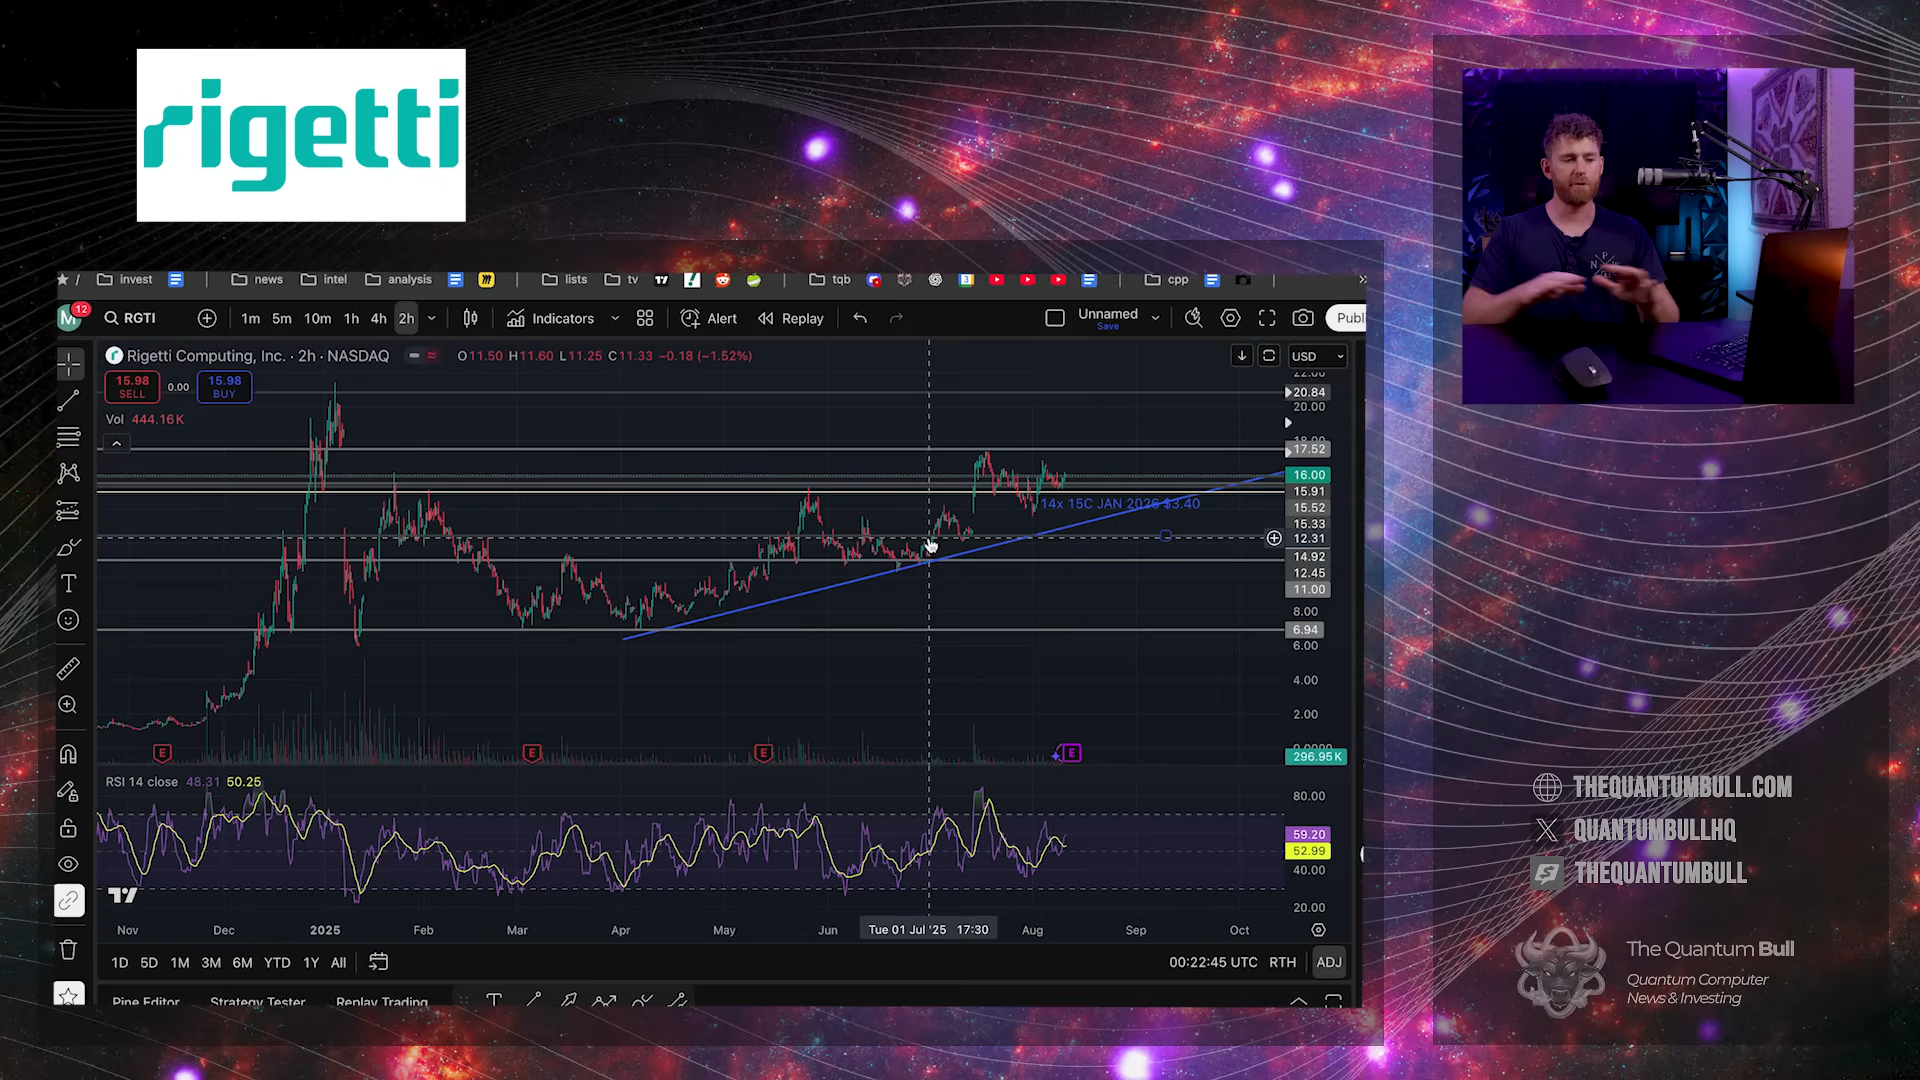 rigetti
invest
news
intel
analysis
lists
tv
tqb
cpp
M
12
RGTI
1m 5m 10m 1h 4h 2h
Indicators
Alert
Replay
Unnamed
Save
Publ
Rigetti Computing, Inc. · 2h · NASDAQ
O11.50 H11.60 L11.25 C11.33 −0.18 (−1.52%)
USD
15.98
SELL
0.00
15.98
BUY
Vol 444.16K
22.00
20.84
20.00
18.00
17.52
16.00
15.91
15.52
15.33
12.31
14.92
12.45
11.00
8.00
6.94
6.00
4.00
2.00
0.0000
296.95K
14x 15C JAN 2026 $3.40
E
E
E
E
RSI 14 close 48.31 50.25
80.00
59.20
52.99
40.00
20.00
Nov Dec 2025 Feb Mar Apr May Jun Tue 01 Jul '25 17:30 Aug Sep Oct
1D 5D 1M 3M 6M YTD 1Y All
00:22:45 UTC RTH ADJ
Pine Editor Strategy Tester Replay Trading
THEQUANTUMBULL.COM
QUANTUMBULLHQ
THEQUANTUMBULL
The Quantum Bull
Quantum Computer
News & Investing